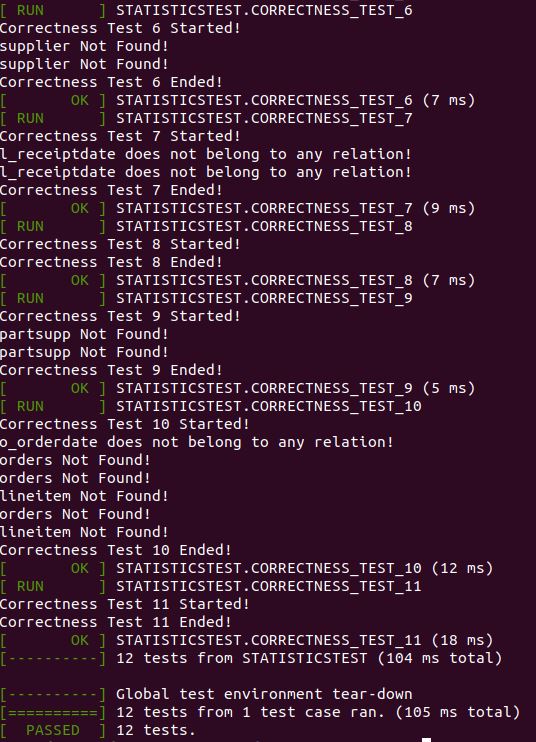 [ RUN      ] STATISTICSTEST.CORRECTNESS_TEST_6
Correctness Test 6 Started!
supplier Not Found!
supplier Not Found!
Correctness Test 6 Ended!
[       OK ] STATISTICSTEST.CORRECTNESS_TEST_6 (7 ms)
[ RUN      ] STATISTICSTEST.CORRECTNESS_TEST_7
Correctness Test 7 Started!
l_receiptdate does not belong to any relation!
l_receiptdate does not belong to any relation!
Correctness Test 7 Ended!
[       OK ] STATISTICSTEST.CORRECTNESS_TEST_7 (9 ms)
[ RUN      ] STATISTICSTEST.CORRECTNESS_TEST_8
Correctness Test 8 Started!
Correctness Test 8 Ended!
[       OK ] STATISTICSTEST.CORRECTNESS_TEST_8 (7 ms)
[ RUN      ] STATISTICSTEST.CORRECTNESS_TEST_9
Correctness Test 9 Started!
partsupp Not Found!
partsupp Not Found!
Correctness Test 9 Ended!
[       OK ] STATISTICSTEST.CORRECTNESS_TEST_9 (5 ms)
[ RUN      ] STATISTICSTEST.CORRECTNESS_TEST_10
Correctness Test 10 Started!
o_orderdate does not belong to any relation!
orders Not Found!
orders Not Found!
lineitem Not Found!
orders Not Found!
lineitem Not Found!
Correctness Test 10 Ended!
[       OK ] STATISTICSTEST.CORRECTNESS_TEST_10 (12 ms)
[ RUN      ] STATISTICSTEST.CORRECTNESS_TEST_11
Correctness Test 11 Started!
Correctness Test 11 Ended!
[       OK ] STATISTICSTEST.CORRECTNESS_TEST_11 (18 ms)
[----------] 12 tests from STATISTICSTEST (104 ms total)
[----------] Global test environment tear-down
[==========] 12 tests from 1 test case ran. (105 ms total)
[  PASSED  ] 12 tests.